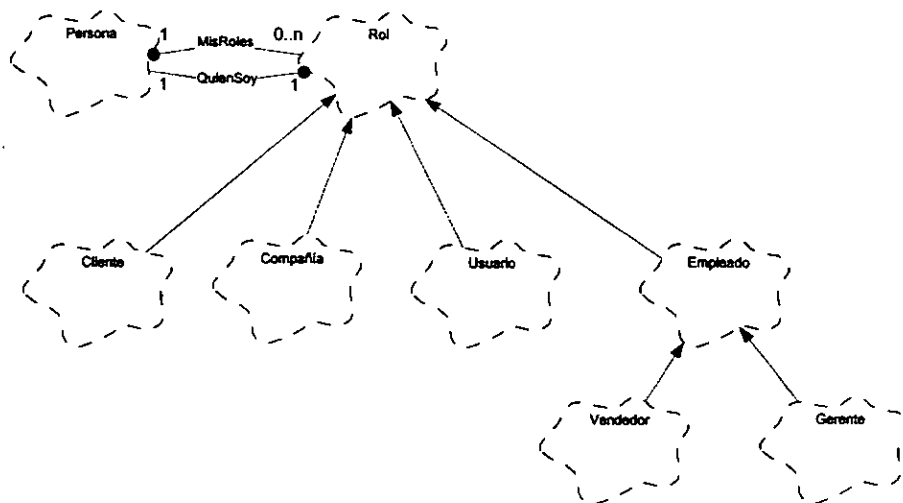 Persona
1
MisRoles
0..n
Rol
1
QuienSoy
1
Cliente
Compañía
Usuario
Empleado
Vendedor
Gerente